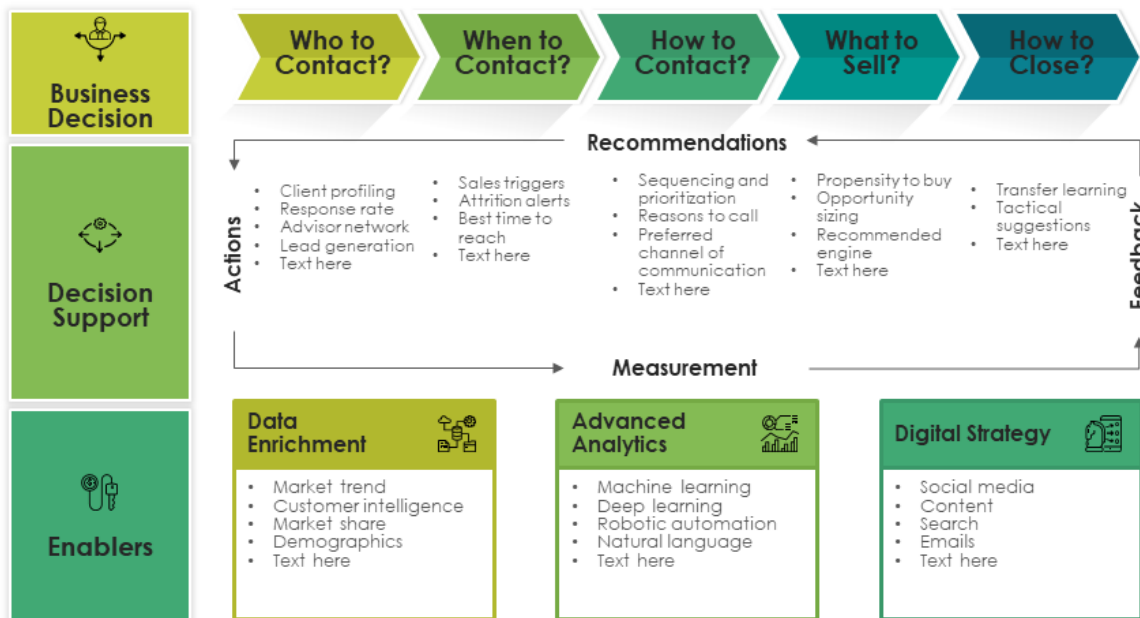 Business
Decision
Who to
Contact?
When to
Contact?
How to
Contact?
What to
Sell?
How to
Close?
Decision
Support
Recommendations
Actions
• Client profiling
• Response rate
• Advisor network
• Lead generation
• Text here
• Sales triggers
• Attrition alerts
• Best time to
reach
• Text here
• Sequencing and
prioritization
• Reasons to call
• Preferred
channel of
communication
• Text here
• Propensity to buy
• Opportunity
sizing
• Recommended
engine
• Text here
• Transfer learning
• Tactical
suggestions
• Text here
Feedback
Measurement
Enablers
Data
Enrichment
• Market trend
• Customer intelligence
• Market share
• Demographics
• Text here
Advanced
Analytics
• Machine learning
• Deep learning
• Robotic automation
• Natural language
• Text here
Digital Strategy
• Social media
• Content
• Search
• Emails
• Text here